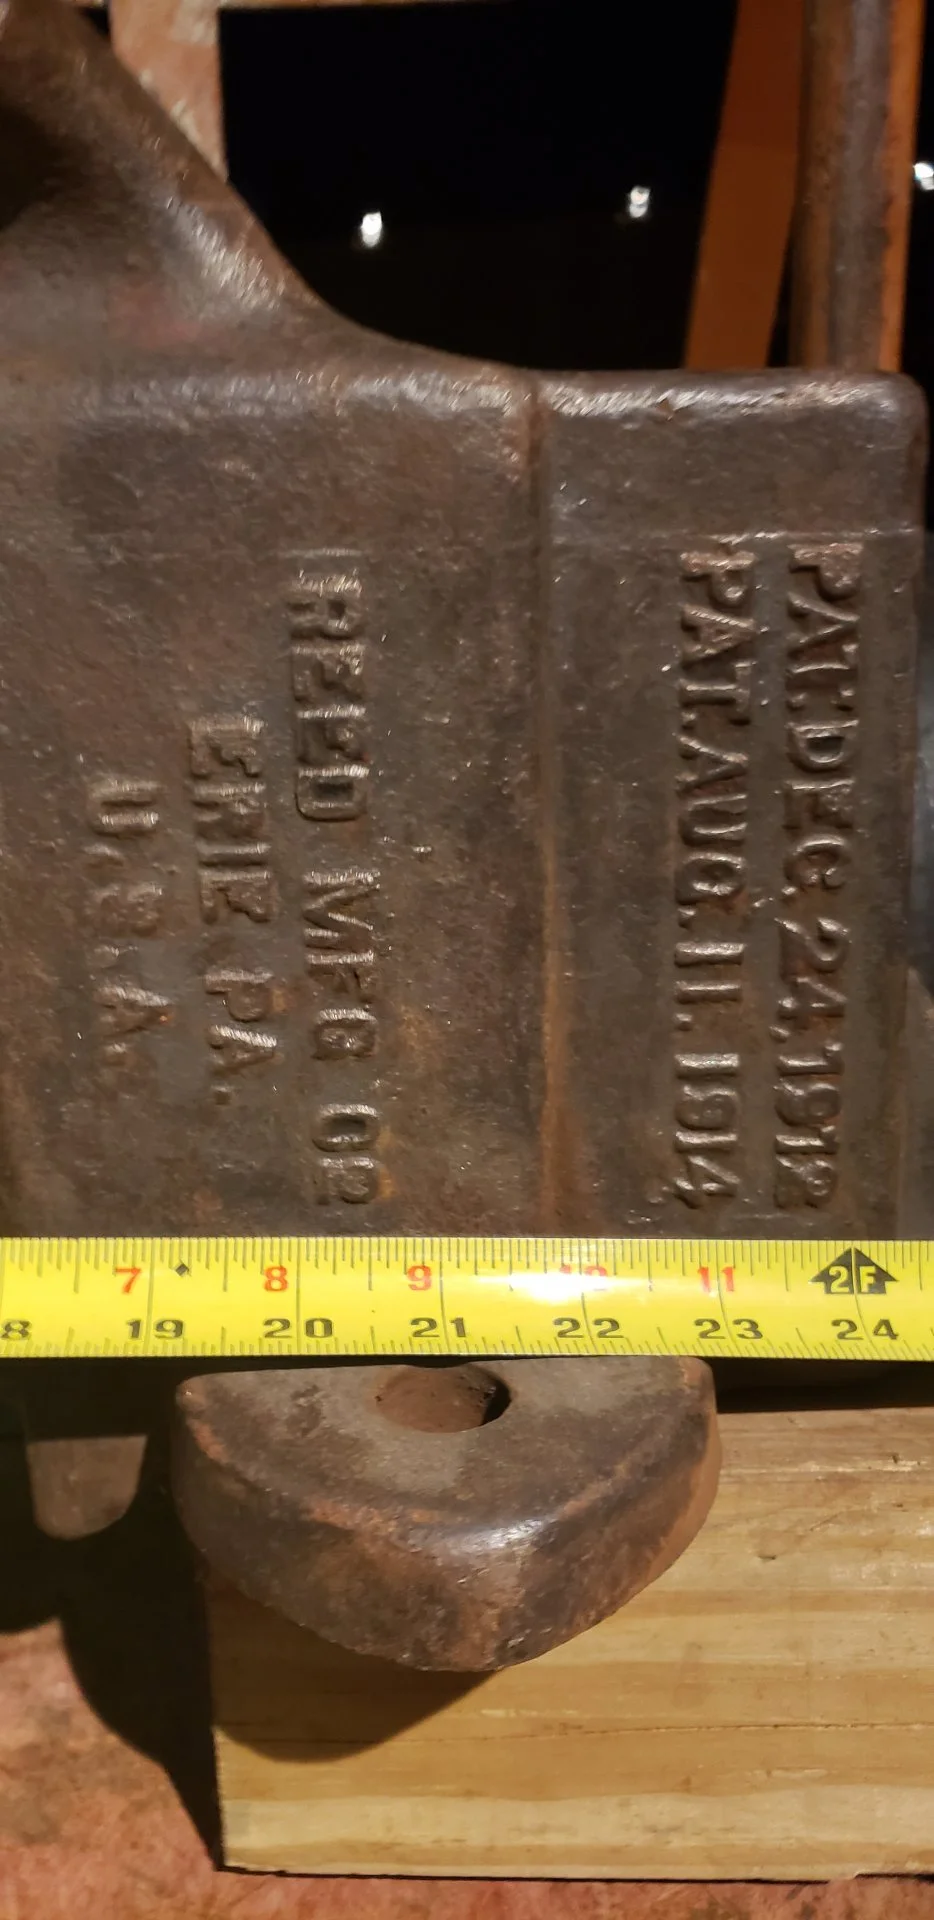 PAT. DEC. 24, 1912
PAT. AUG. 11. 1914
REED MFG CO
ERIE PA.
U.S.A.
7 8 9 10 11 2F
8 19 20 21 22 23 24